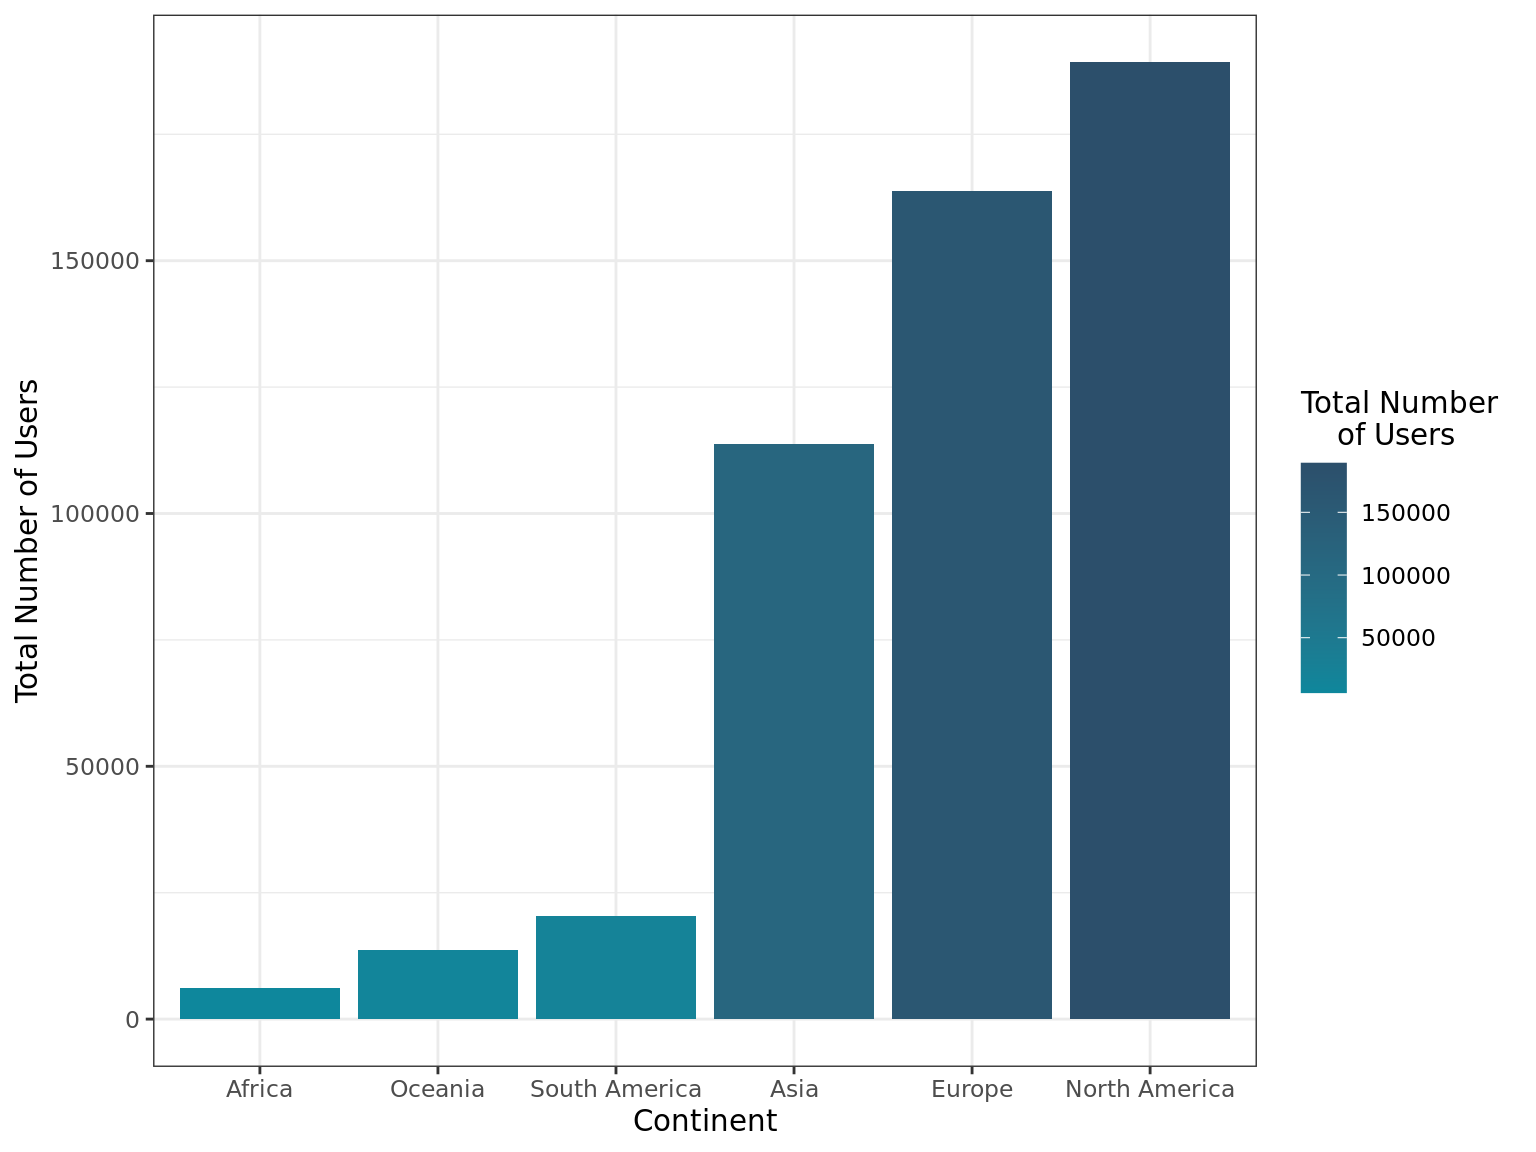 Total Number of Users
150000
100000
50000
0
Africa
Oceania
South America
Asia
Europe
North America
Continent
Total Number
of Users
150000
100000
50000